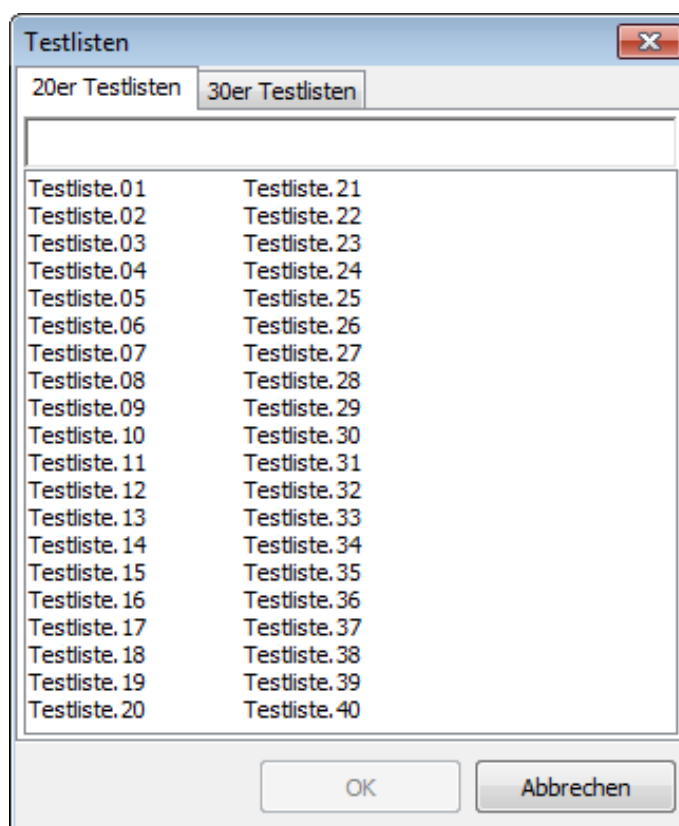 Testlisten
20er Testlisten 30er Testlisten
Testliste.01 Testliste.21
Testliste.02 Testliste.22
Testliste.03 Testliste.23
Testliste.04 Testliste.24
Testliste.05 Testliste.25
Testliste.06 Testliste.26
Testliste.07 Testliste.27
Testliste.08 Testliste.28
Testliste.09 Testliste.29
Testliste.10 Testliste.30
Testliste.11 Testliste.31
Testliste.12 Testliste.32
Testliste.13 Testliste.33
Testliste.14 Testliste.34
Testliste.15 Testliste.35
Testliste.16 Testliste.36
Testliste.17 Testliste.37
Testliste.18 Testliste.38
Testliste.19 Testliste.39
Testliste.20 Testliste.40
OK Abbrechen